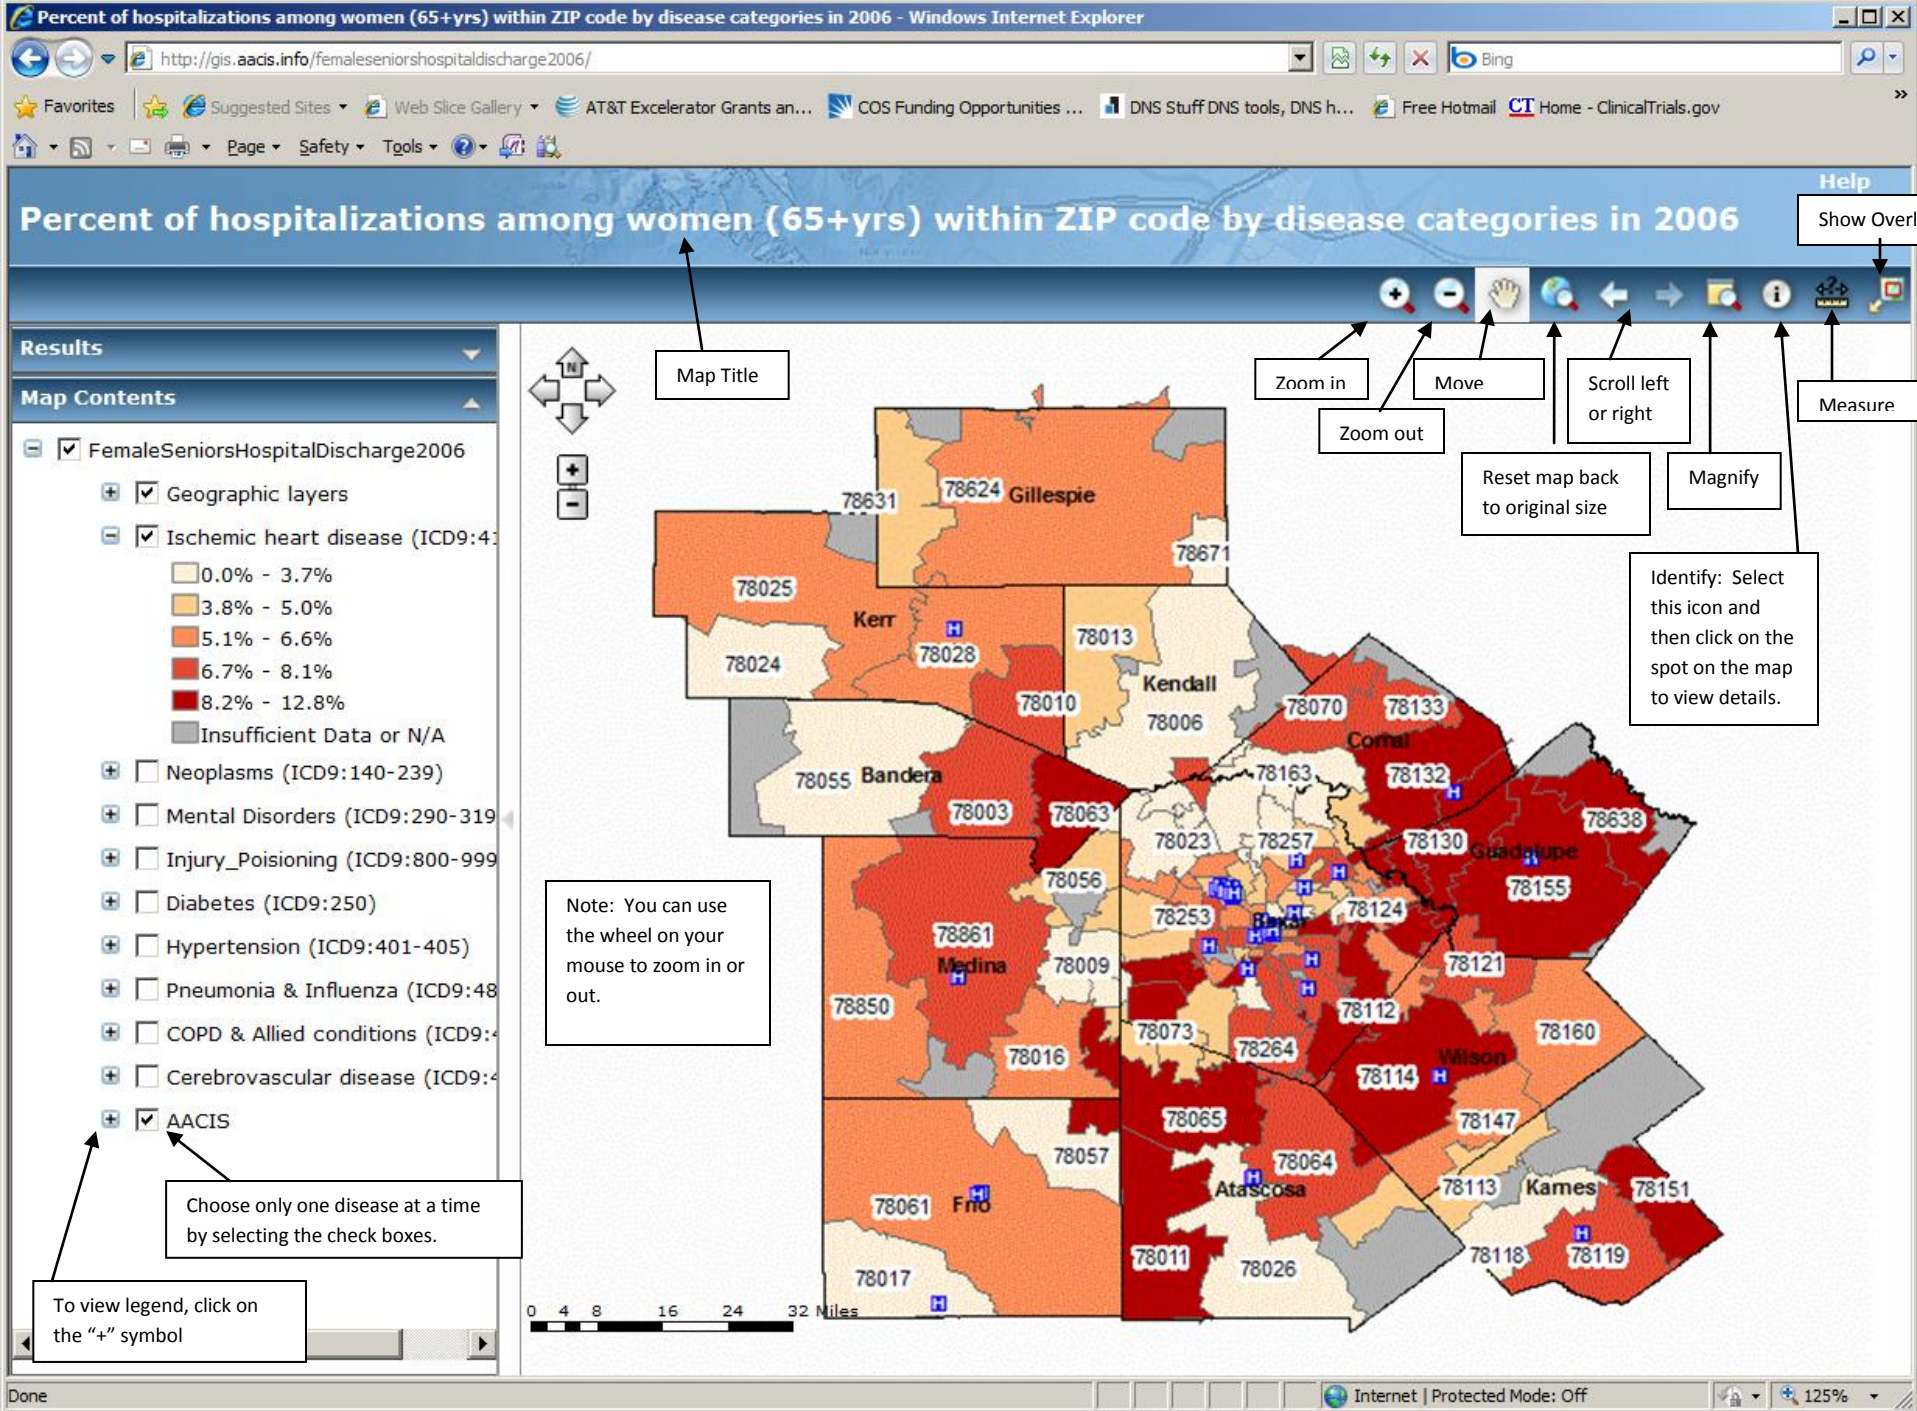 Percent of hospitalizations among women (65+yrs) within ZIP code by disease categories in 2006 - Windows Internet Explorer
http://gis.aacis.info/femaleseniorshospitaldischarge2006/
Bing
Favorites
Suggested Sites
Web Slice Gallery
AT&T Excelerator Grants an...
COS Funding Opportunities ...
DNS Stuff DNS tools, DNS h...
Free Hotmail
CT Home - ClinicalTrials.gov
»
Page
Safety
Tools
Help
Percent of hospitalizations among women (65+yrs) within ZIP code by disease categories in 2006
Show Overl
Map Title
Zoom in
Zoom out
Move
Reset map back
to original size
Scroll left
or right
Magnify
Measure
Identify: Select
this icon and
then click on the
spot on the map
to view details.
Results
Map Contents
FemaleSeniorsHospitalDischarge2006
Geographic layers
Ischemic heart disease (ICD9:41
0.0% - 3.7%
3.8% - 5.0%
5.1% - 6.6%
6.7% - 8.1%
8.2% - 12.8%
Insufficient Data or N/A
Neoplasms (ICD9:140-239)
Mental Disorders (ICD9:290-319
Injury_Poisioning (ICD9:800-999
Diabetes (ICD9:250)
Hypertension (ICD9:401-405)
Pneumonia & Influenza (ICD9:48
COPD & Allied conditions (ICD9:4
Cerebrovascular disease (ICD9:4
AACIS
Choose only one disease at a time
by selecting the check boxes.
To view legend, click on
the “+” symbol
Note: You can use
the wheel on your
mouse to zoom in or
out.
N
78631
78624
Gillespie
78671
78025
Kerr
78028
78024
78010
78013
Kendall
78006
78070
78133
Comal
78132
78163
78055
Bandera
78003
78063
78023
78257
78130
78638
Guadalupe
78155
78056
78253
Bexar
78124
78861
Medina
78009
78121
78850
78073
78112
78160
78016
78264
Wilson
78114
78065
78147
78057
78064
78061
Frio
Atascosa
78113
Karnes
78151
78011
78026
78118
78119
78017
0 4 8 16 24 32 Miles
Done
Internet | Protected Mode: Off
125%